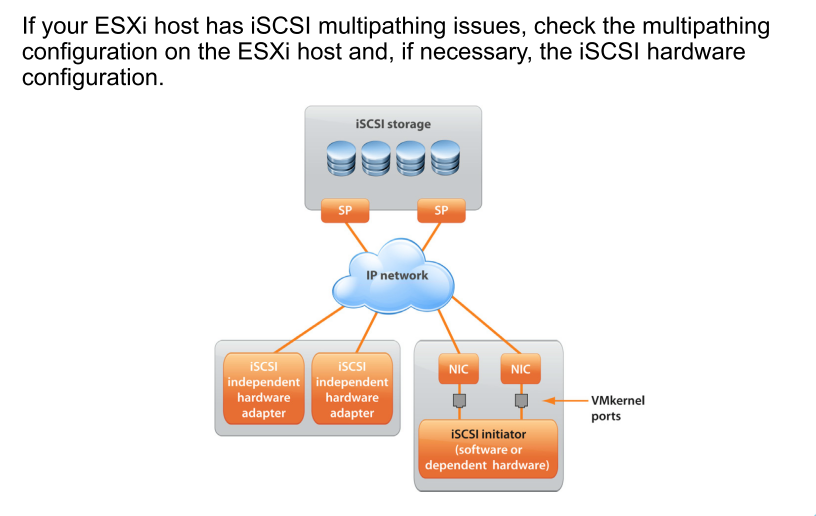 If your ESXi host has iSCSI multipathing issues, check the multipathing
configuration on the ESXi host and, if necessary, the iSCSI hardware
configuration.
iSCSI storage
SP
SP
IP network
iSCSI
independent
hardware
adapter
iSCSI
independent
hardware
adapter
NIC
NIC
VMkernel
ports
iSCSI initiator
(software or
dependent hardware)